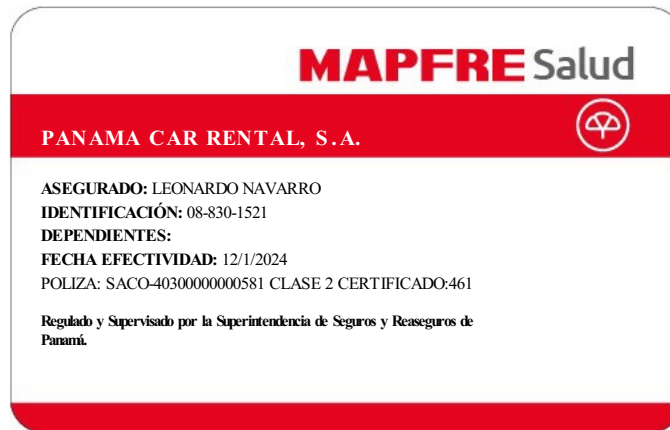 MAPFRE Salud
PANAMA CAR RENTAL, S.A.
ASEGURADO: LEONARDO NAVARRO
IDENTIFICACIÓN: 08-830-1521
DEPENDIENTES:
FECHA EFECTIVIDAD: 12/1/2024
POLIZA: SACO-40300000000581 CLASE 2 CERTIFICADO:461
Regulado y Supervisado por la Superintendencia de Seguros y Reaseguros de
Panamá.